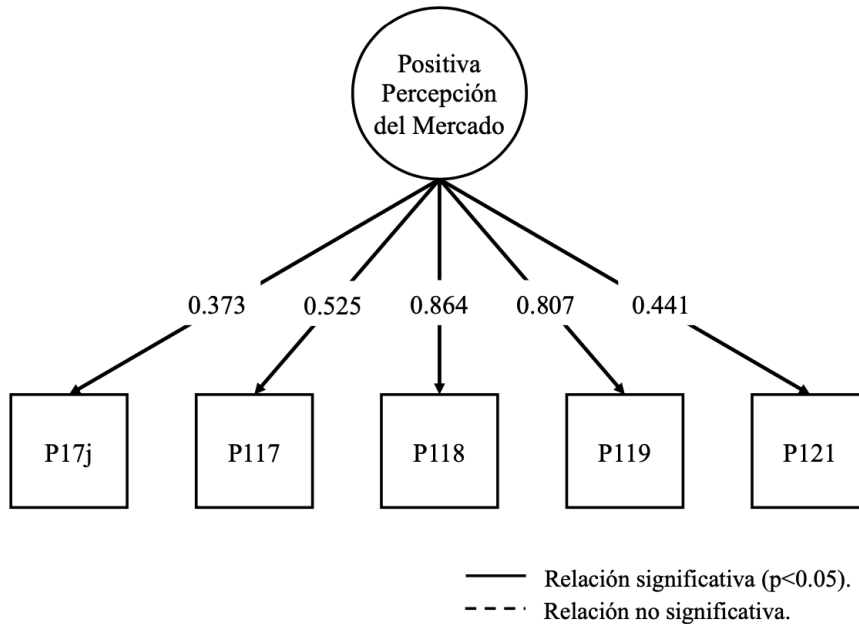 Positiva
Percepción
del Mercado
0.373 0.525 0.864 0.807 0.441
P17j P117 P118 P119 P121
Relación significativa (p<0.05).
Relación no significativa.